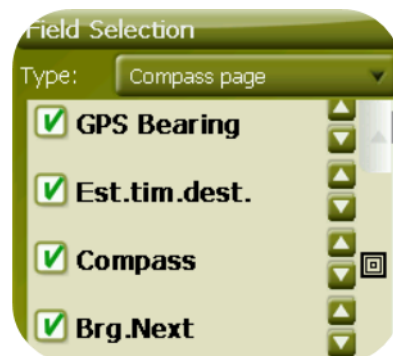 Field Selection
Type: Compass page
GPS Bearing
Est.tim.dest.
Compass
Brg.Next